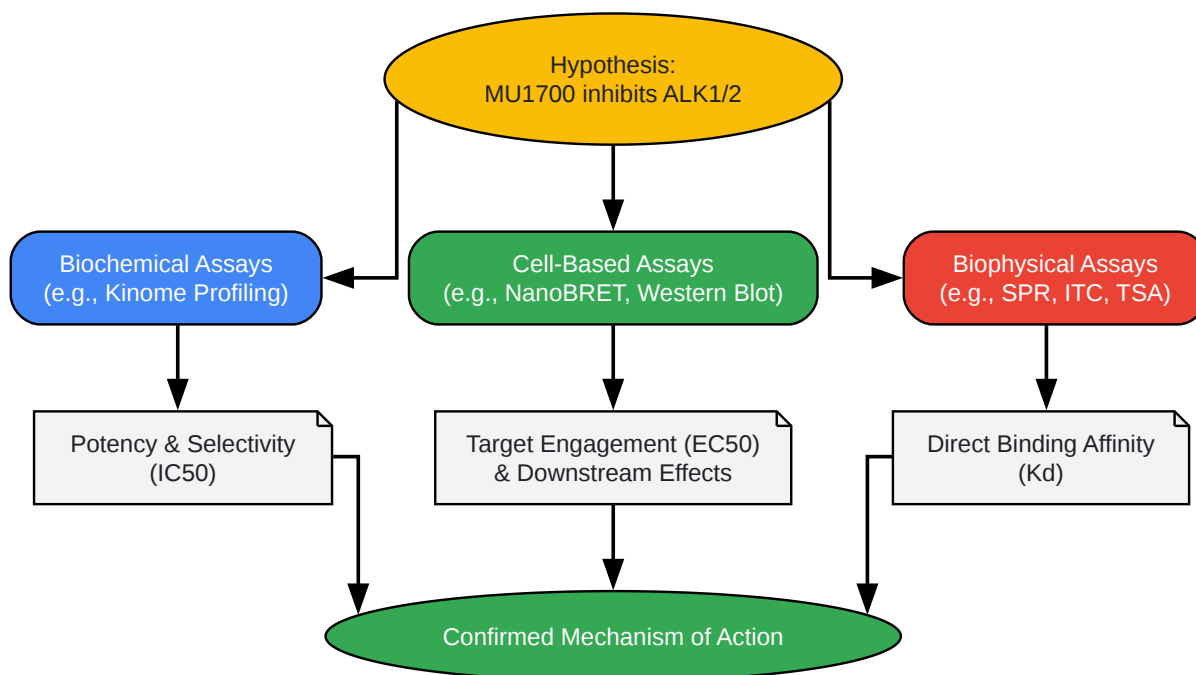 Hypothesis:
MU1700 inhibits ALK1/2
Biochemical Assays
(e.g., Kinome Profiling)
Cell-Based Assays
(e.g., NanoBRET, Western Blot)
Biophysical Assays
(e.g., SPR, ITC, TSA)
Potency & Selectivity
(IC50)
Target Engagement (EC50)
& Downstream Effects
Direct Binding Affinity
(Kd)
Confirmed Mechanism of Action